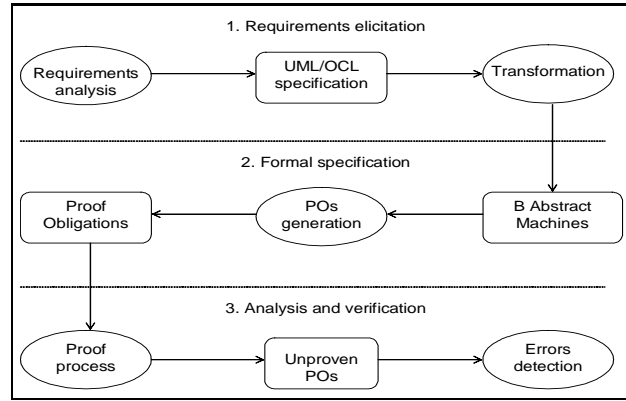 1. Requirements elicitation
Requirements
analysis
UML/OCL
specification
Transformation
2. Formal specification
Proof
Obligations
POs
generation
B Abstract
Machines
3. Analysis and verification
Proof
process
Unproven
POs
Errors
detection